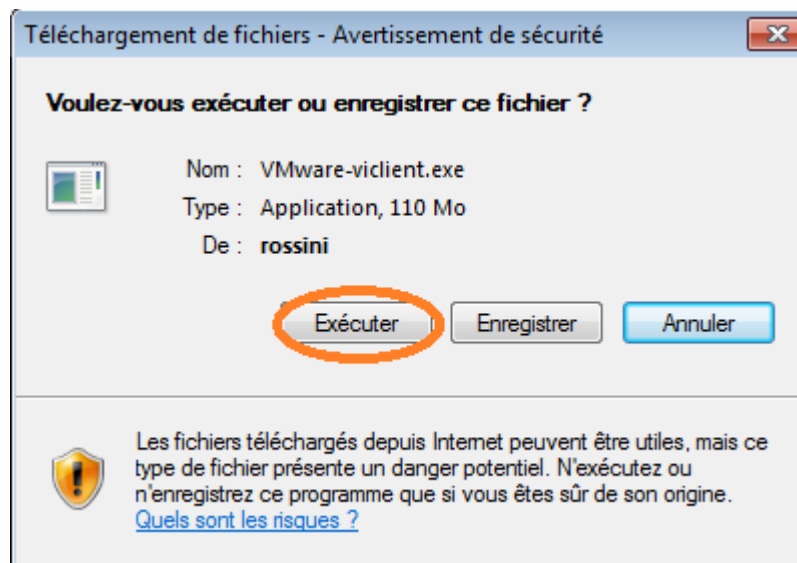 Téléchargement de fichiers - Avertissement de sécurité
Voulez-vous exécuter ou enregistrer ce fichier ?
Nom : VMware-viclient.exe
Type : Application, 110 Mo
De : rossini
Exécuter Enregistrer Annuler
Les fichiers téléchargés depuis Internet peuvent être utiles, mais ce
type de fichier présente un danger potentiel. N'exécutez ou
n'enregistrez ce programme que si vous êtes sûr de son origine.
Quels sont les risques ?